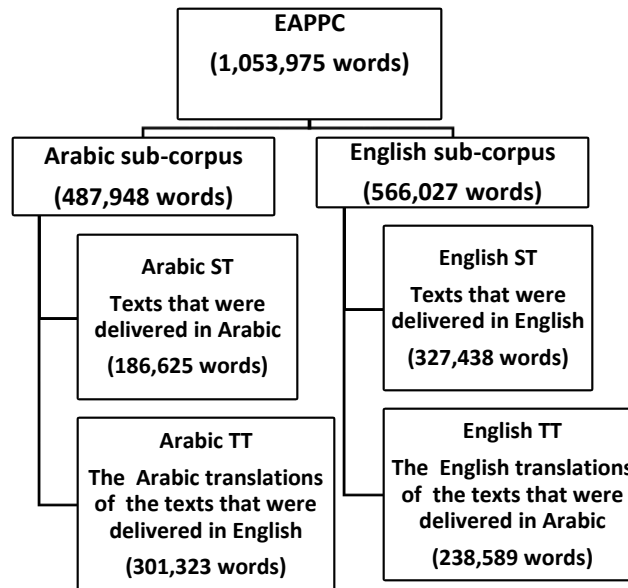 EAPPC
(1,053,975 words)
Arabic sub-corpus
(487,948 words)
English sub-corpus
(566,027 words)
Arabic ST
Texts that were
delivered in Arabic
(186,625 words)
English ST
Texts that were
delivered in English
(327,438 words)
Arabic TT
The Arabic translations
of the texts that were
delivered in English
(301,323 words)
English TT
The English translations
of the texts that were
delivered in Arabic
(238,589 words)